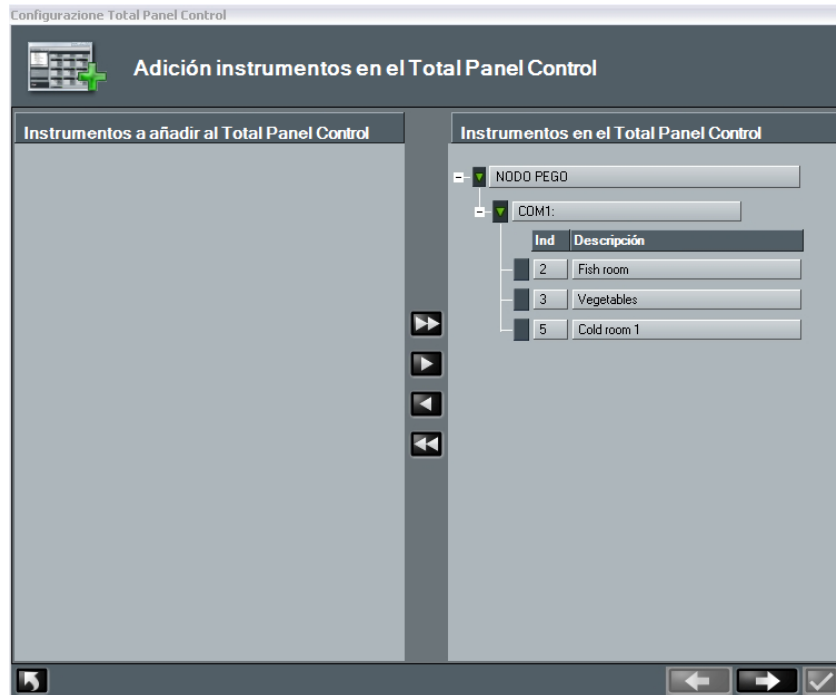 Configurazione Total Panel Control
Adición instrumentos en el Total Panel Control
Instrumentos a añadir al Total Panel Control
Instrumentos en el Total Panel Control
NODO PEGO
COM1:
Ind Descripción
2 Fish room
3 Vegetables
5 Cold room 1